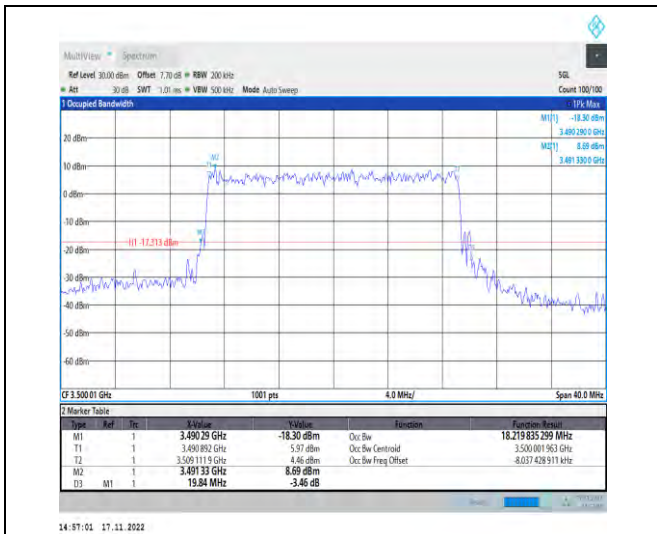 MultiView Spectrum
Ref Level 30.00 dBm Offset 7.70 dB RBW 200 kHz SGL
Att 30 dB SWT 1.01 ms VBW 500 kHz Mode Auto Sweep Count 100/100
1 Occupied Bandwidth 1Pk Max
M1[1] -18.30 dBm
3.490 290 0 GHz
M2[1] 8.69 dBm
3.491 330 0 GHz
20 dBm
M2
10 dBm
0 dBm
-10 dBm
H1 -17.313 dBm
-20 dBm
-30 dBm
-40 dBm
-50 dBm
-60 dBm
CF 3.500 01 GHz 1001 pts 4.0 MHz/ Span 40.0 MHz
2 Marker Table
Type Ref Trc X-Value Y-Value Function Function Result
M1 1 3.490 29 GHz -18.30 dBm Occ Bw 18.219 835 299 MHz
T1 1 3.490 892 GHz 5.97 dBm Occ Bw Centroid 3.500 001 963 GHz
T2 1 3.509 111 9 GHz 4.46 dBm Occ Bw Freq Offset -8.037 428 911 kHz
M2 1 3.491 33 GHz 8.69 dBm
D3 M1 1 19.84 MHz -3.46 dB
14:57:01 17.11.2022